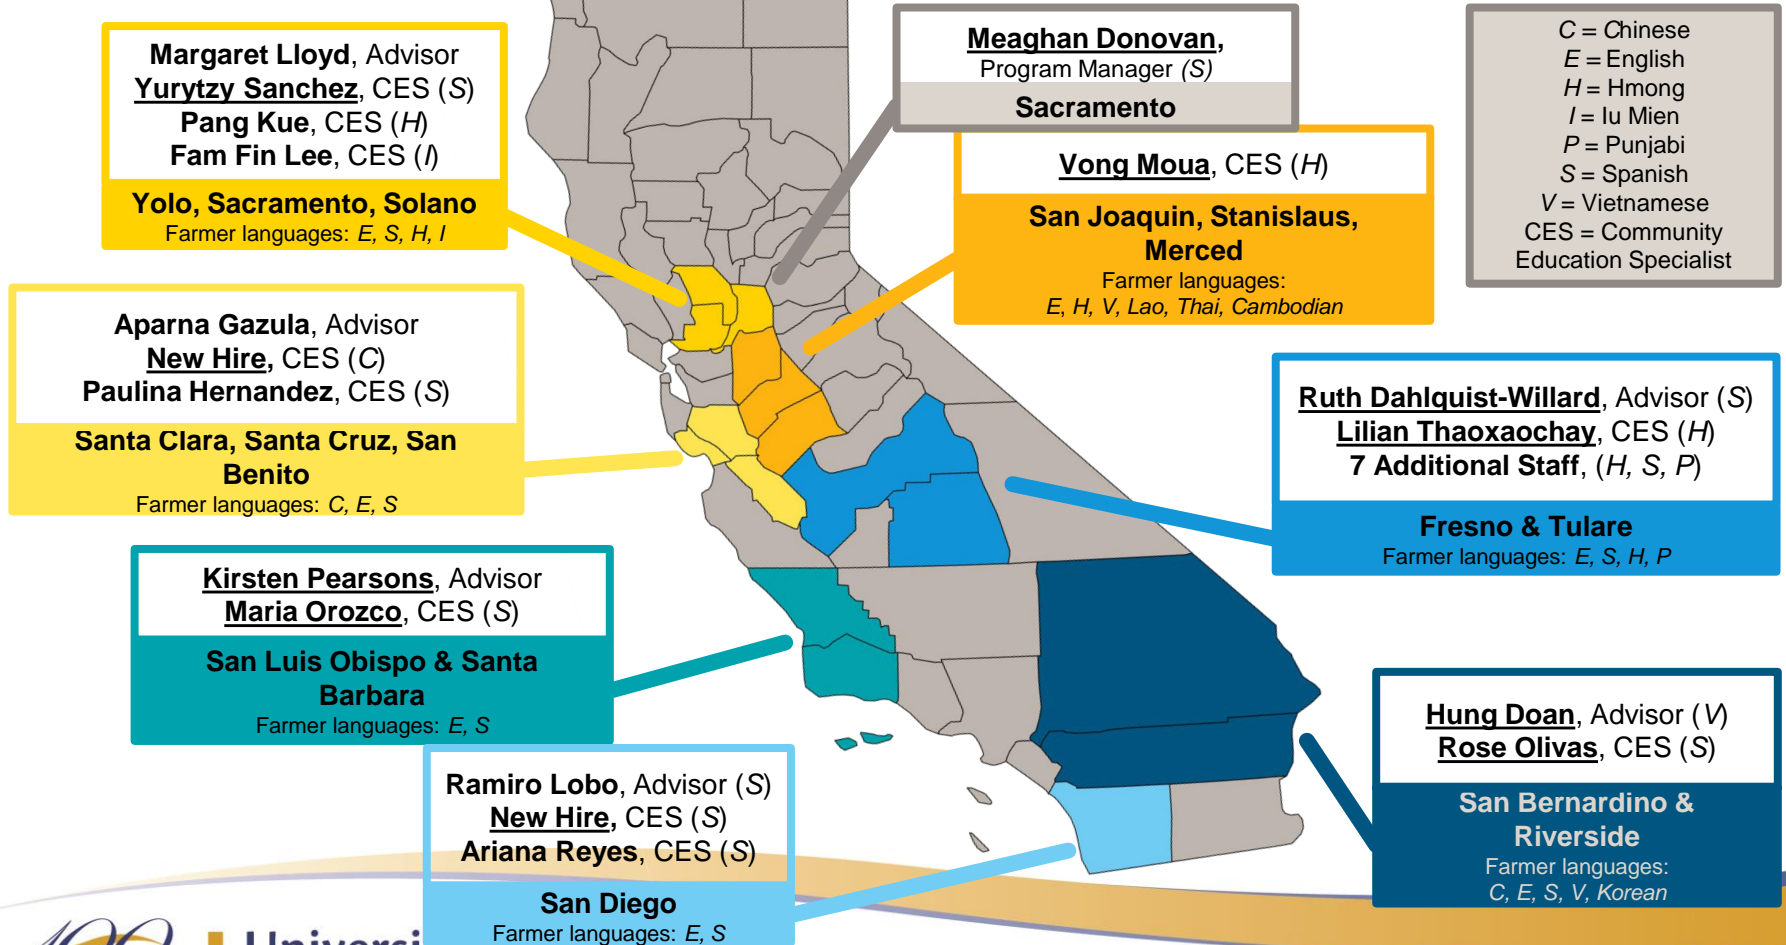 Margaret Lloyd, Advisor
Yurytzy Sanchez, CES (S)
Pang Kue, CES (H)
Fam Fin Lee, CES (I)
Yolo, Sacramento, Solano
Farmer languages: E, S, H, I
Meaghan Donovan,
Program Manager (S)
Sacramento
Vong Moua, CES (H)
San Joaquin, Stanislaus,
Merced
Farmer languages:
E, H, V, Lao, Thai, Cambodian
C = Chinese
E = English
H = Hmong
I = Iu Mien
P = Punjabi
S = Spanish
V = Vietnamese
CES = Community
Education Specialist
Aparna Gazula, Advisor
New Hire, CES (C)
Paulina Hernandez, CES (S)
Santa Clara, Santa Cruz, San
Benito
Farmer languages: C, E, S
Ruth Dahlquist-Willard, Advisor (S)
Lilian Thaoxaochay, CES (H)
7 Additional Staff, (H, S, P)
Fresno & Tulare
Farmer languages: E, S, H, P
Kirsten Pearsons, Advisor
Maria Orozco, CES (S)
San Luis Obispo & Santa
Barbara
Farmer languages: E, S
Hung Doan, Advisor (V)
Rose Olivas, CES (S)
San Bernardino &
Riverside
Farmer languages:
C, E, S, V, Korean
Ramiro Lobo, Advisor (S)
New Hire, CES (S)
Ariana Reyes, CES (S)
San Diego
Farmer languages: E, S